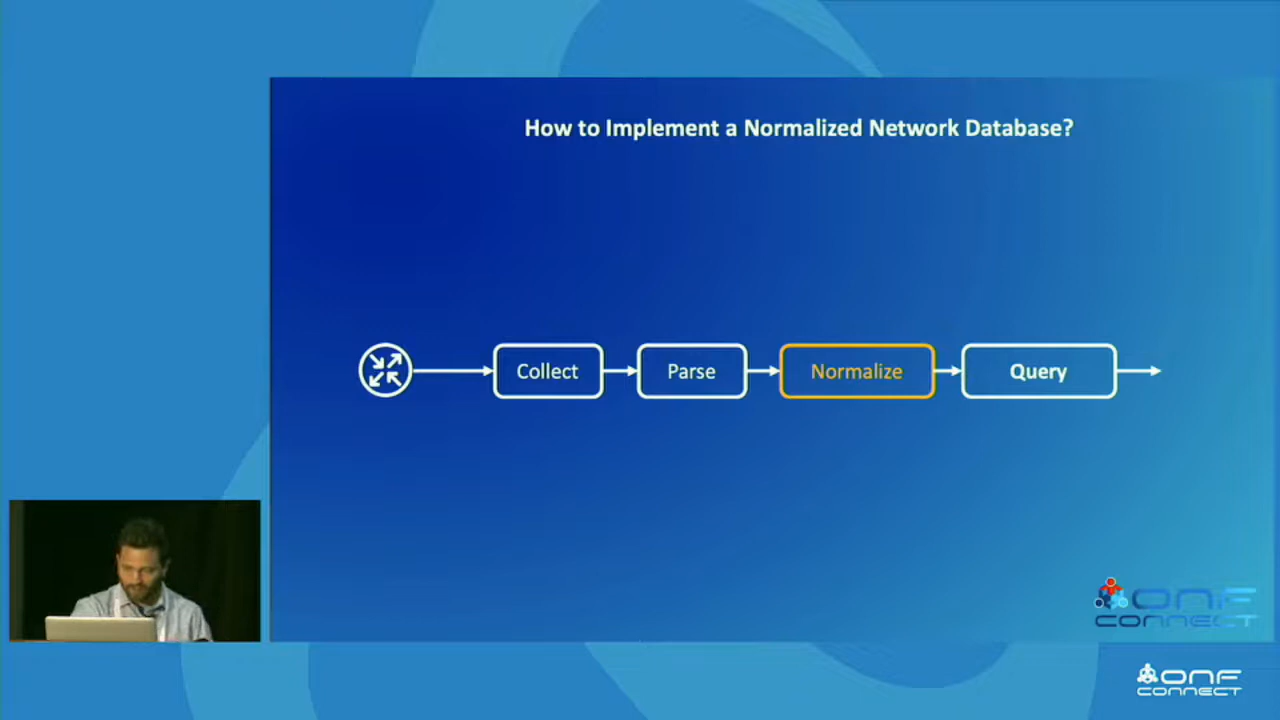 How to Implement a Normalized Network Database?
Collect
Parse
Normalize
Query
ONF
CONNECT
ONF
CONNECT